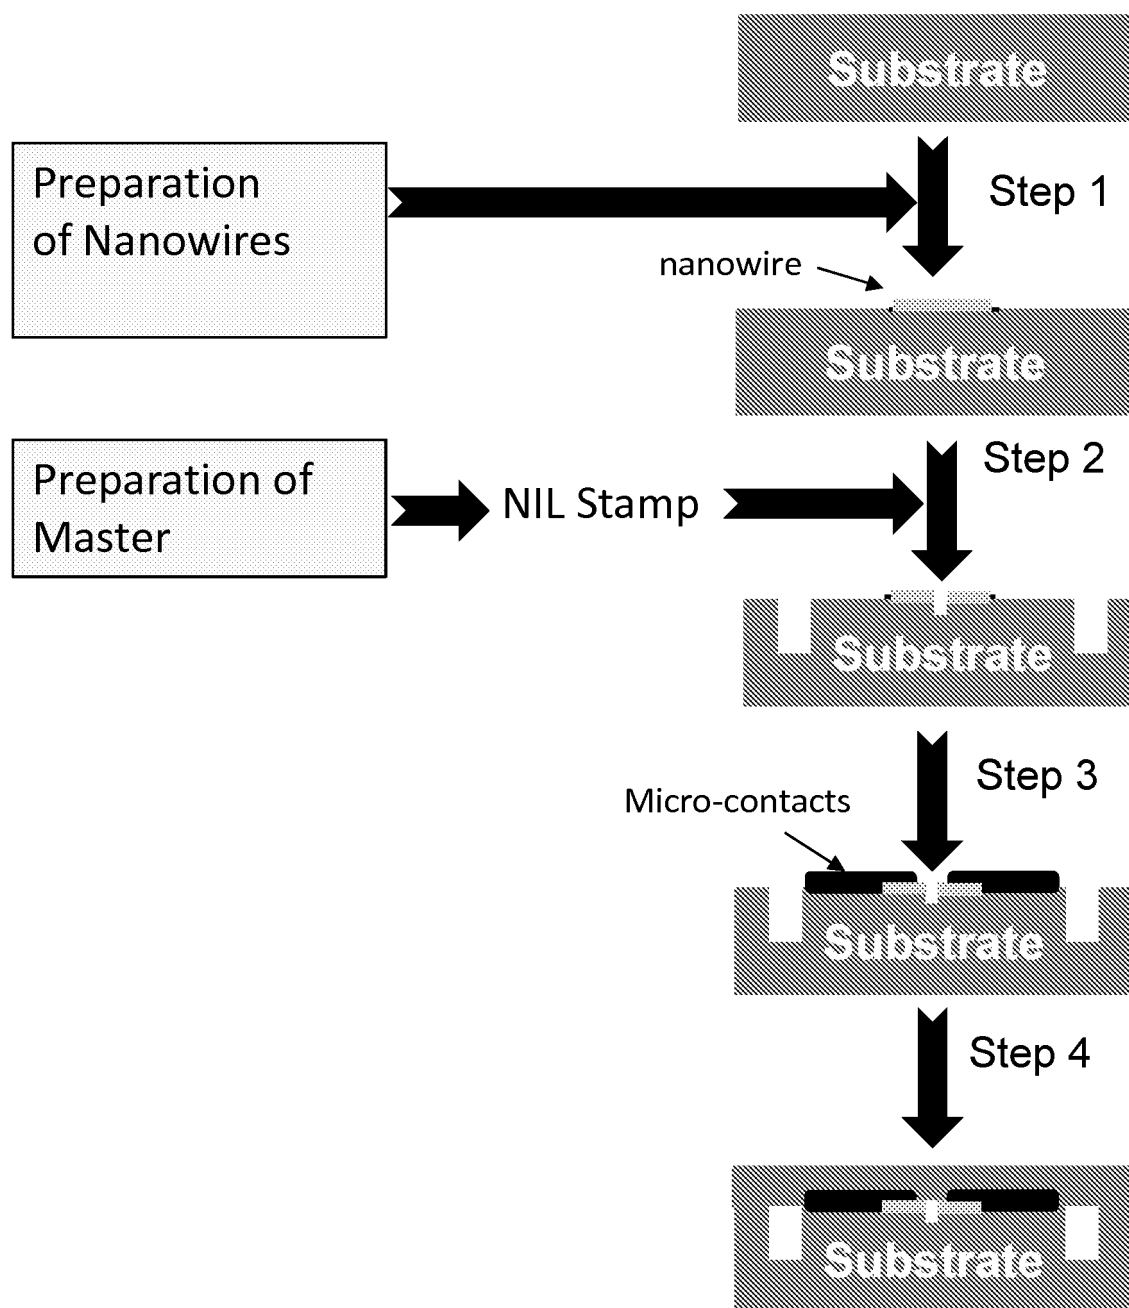 Substrate
Preparation
of Nanowires
Step 1
nanowire
Substrate
Preparation of
Master
NIL Stamp
Step 2
Substrate
Step 3
Micro-contacts
Substrate
Step 4
Substrate